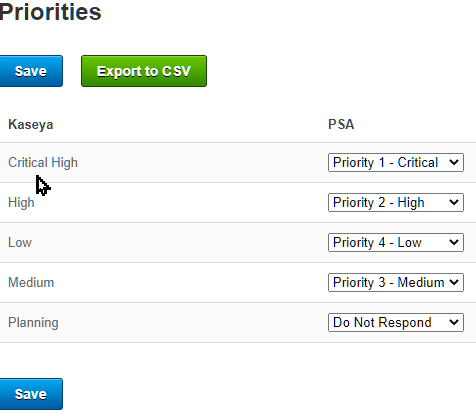 Priorities
Save Export to CSV
Kaseya PSA
Critical High Priority 1 - Critical
High Priority 2 - High
Low Priority 4 - Low
Medium Priority 3 - Medium
Planning Do Not Respond
Save